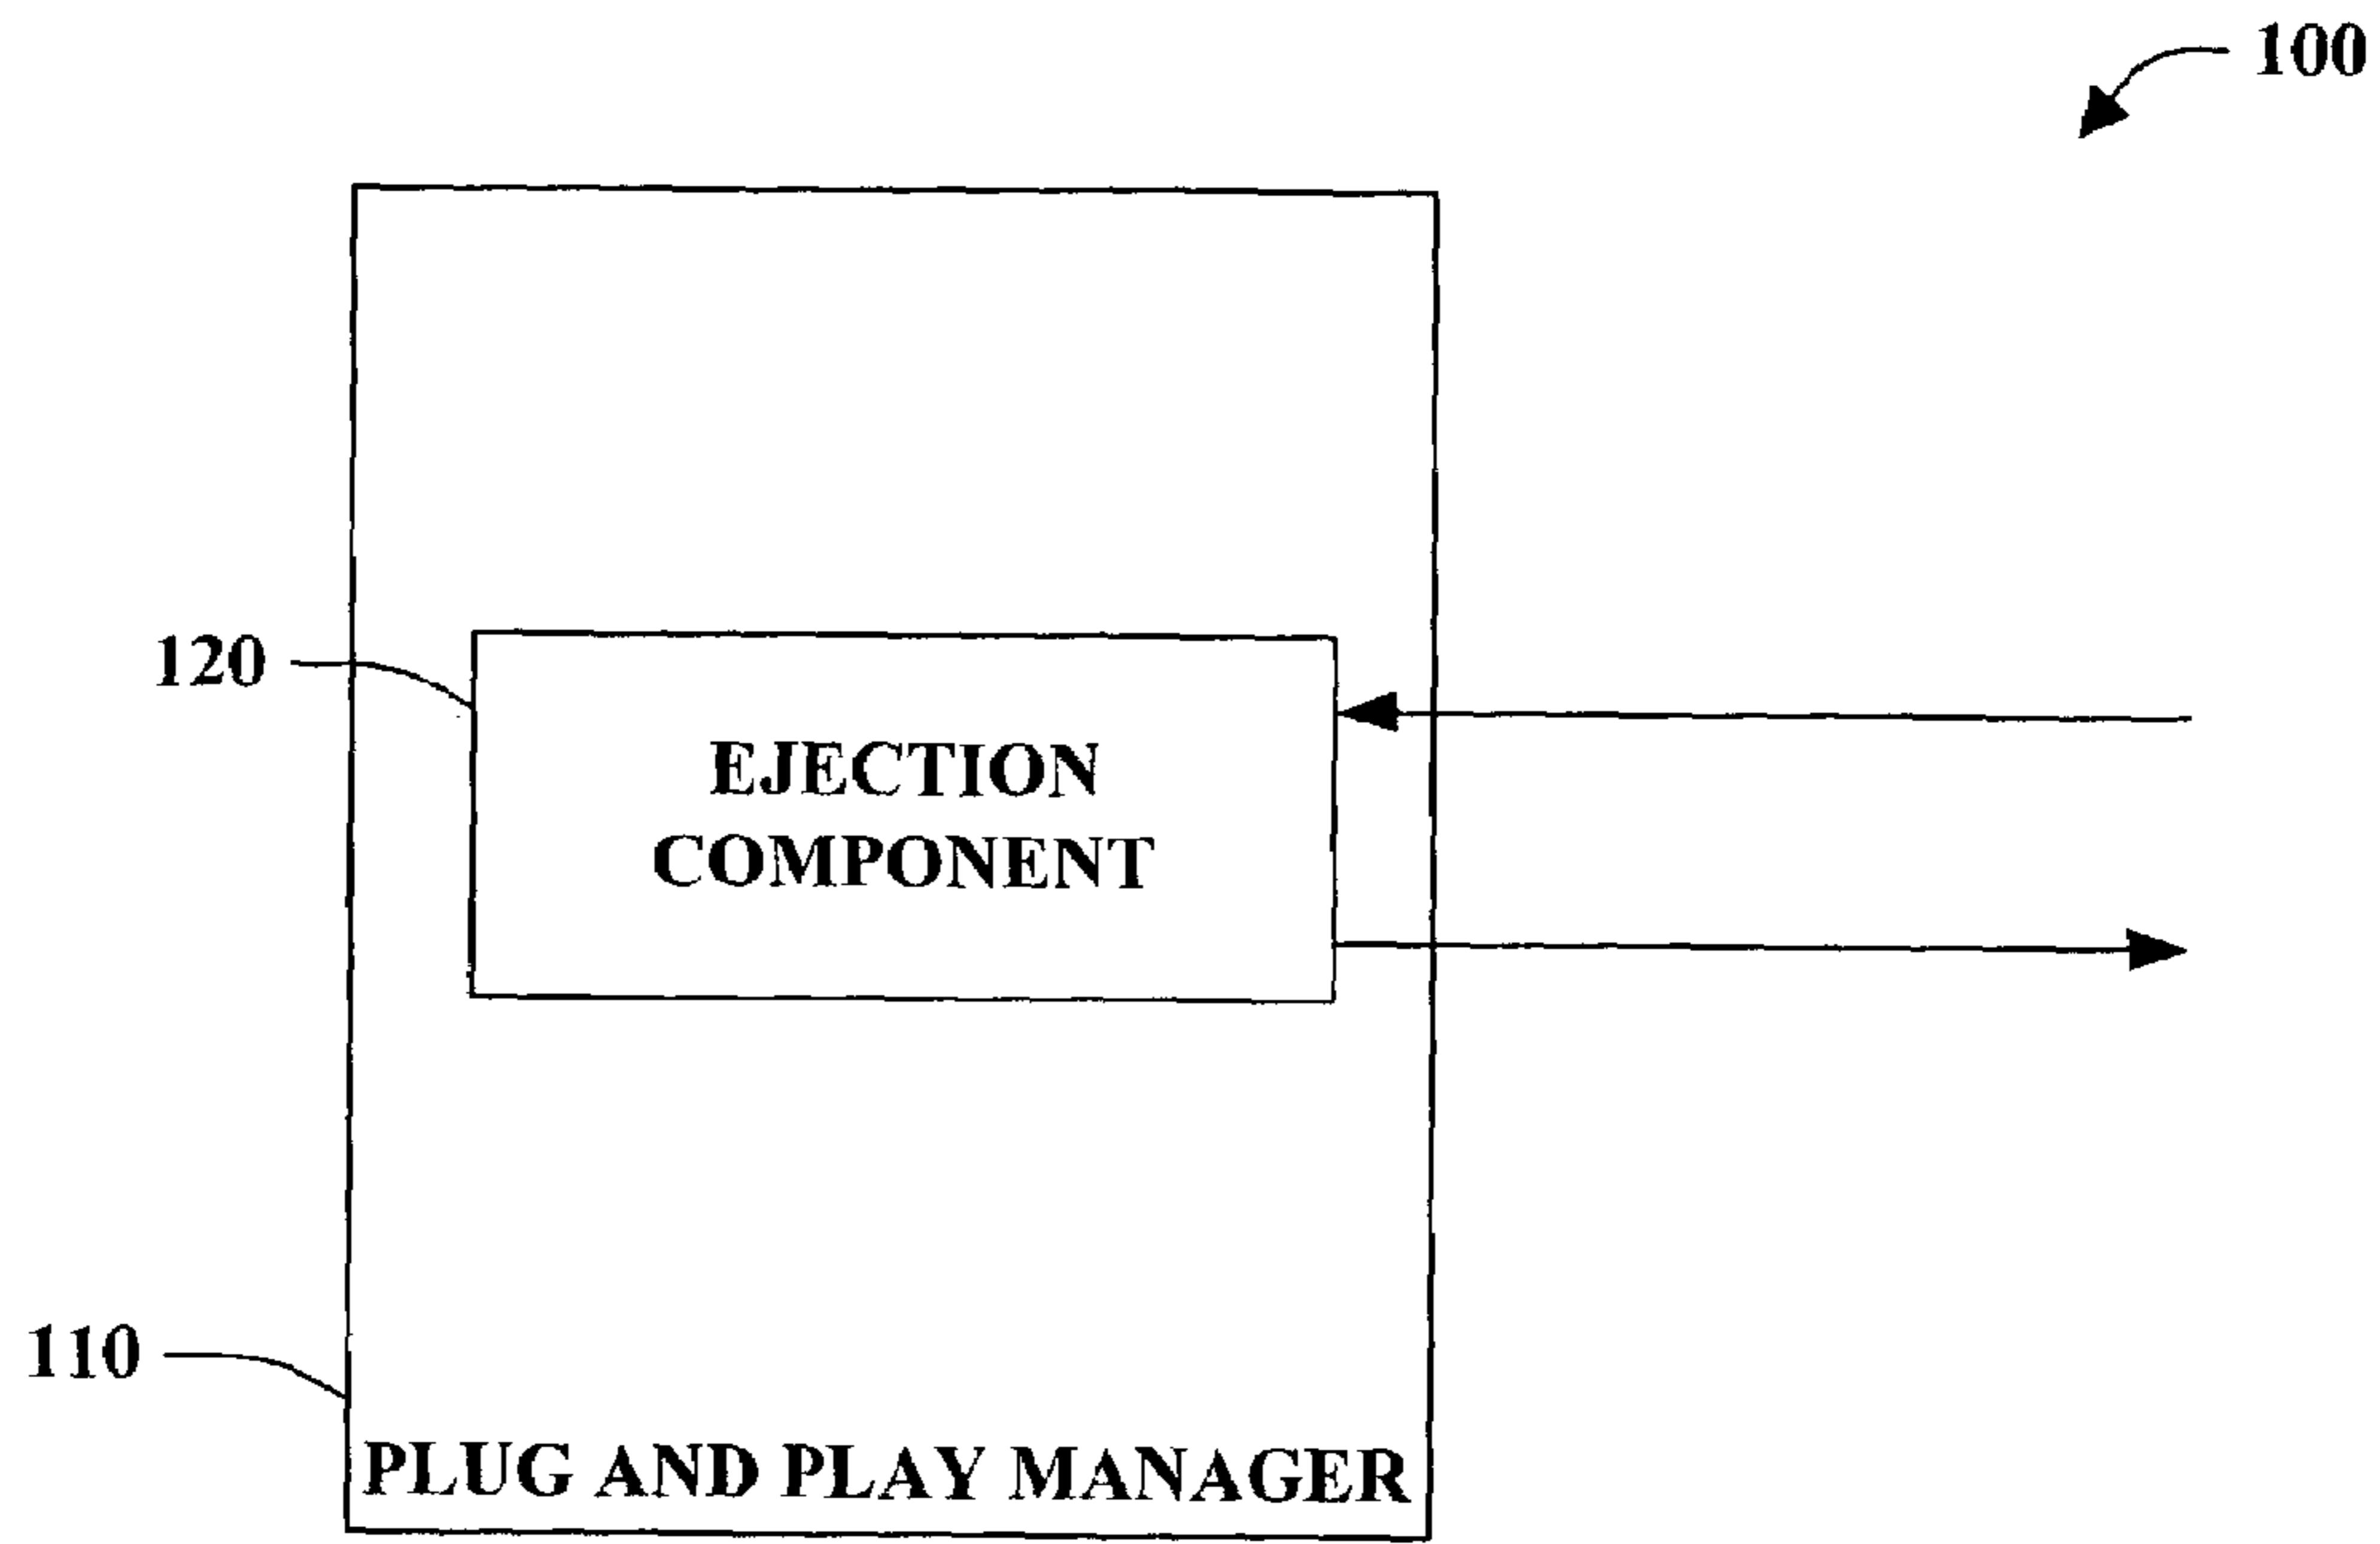 100
120
EJECTION
COMPONENT
110
PLUG AND PLAY MANAGER